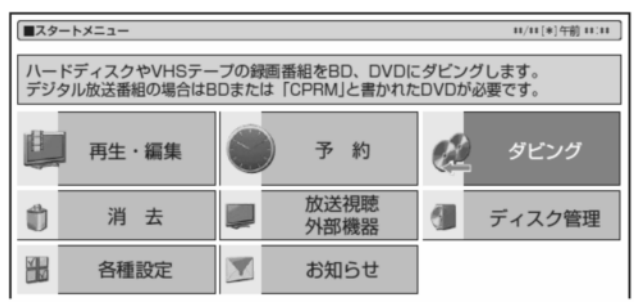 ■スタートメニュー
**/**[*]午前 **:**
ハードディスクやVHSテープの録画番組をBD、DVDにダビングします。
デジタル放送番組の場合はBDまたは「CPRM」と書かれたDVDが必要です。
再生・編集
予 約
ダビング
消 去
放送視聴
外部機器
ディスク管理
各種設定
お知らせ